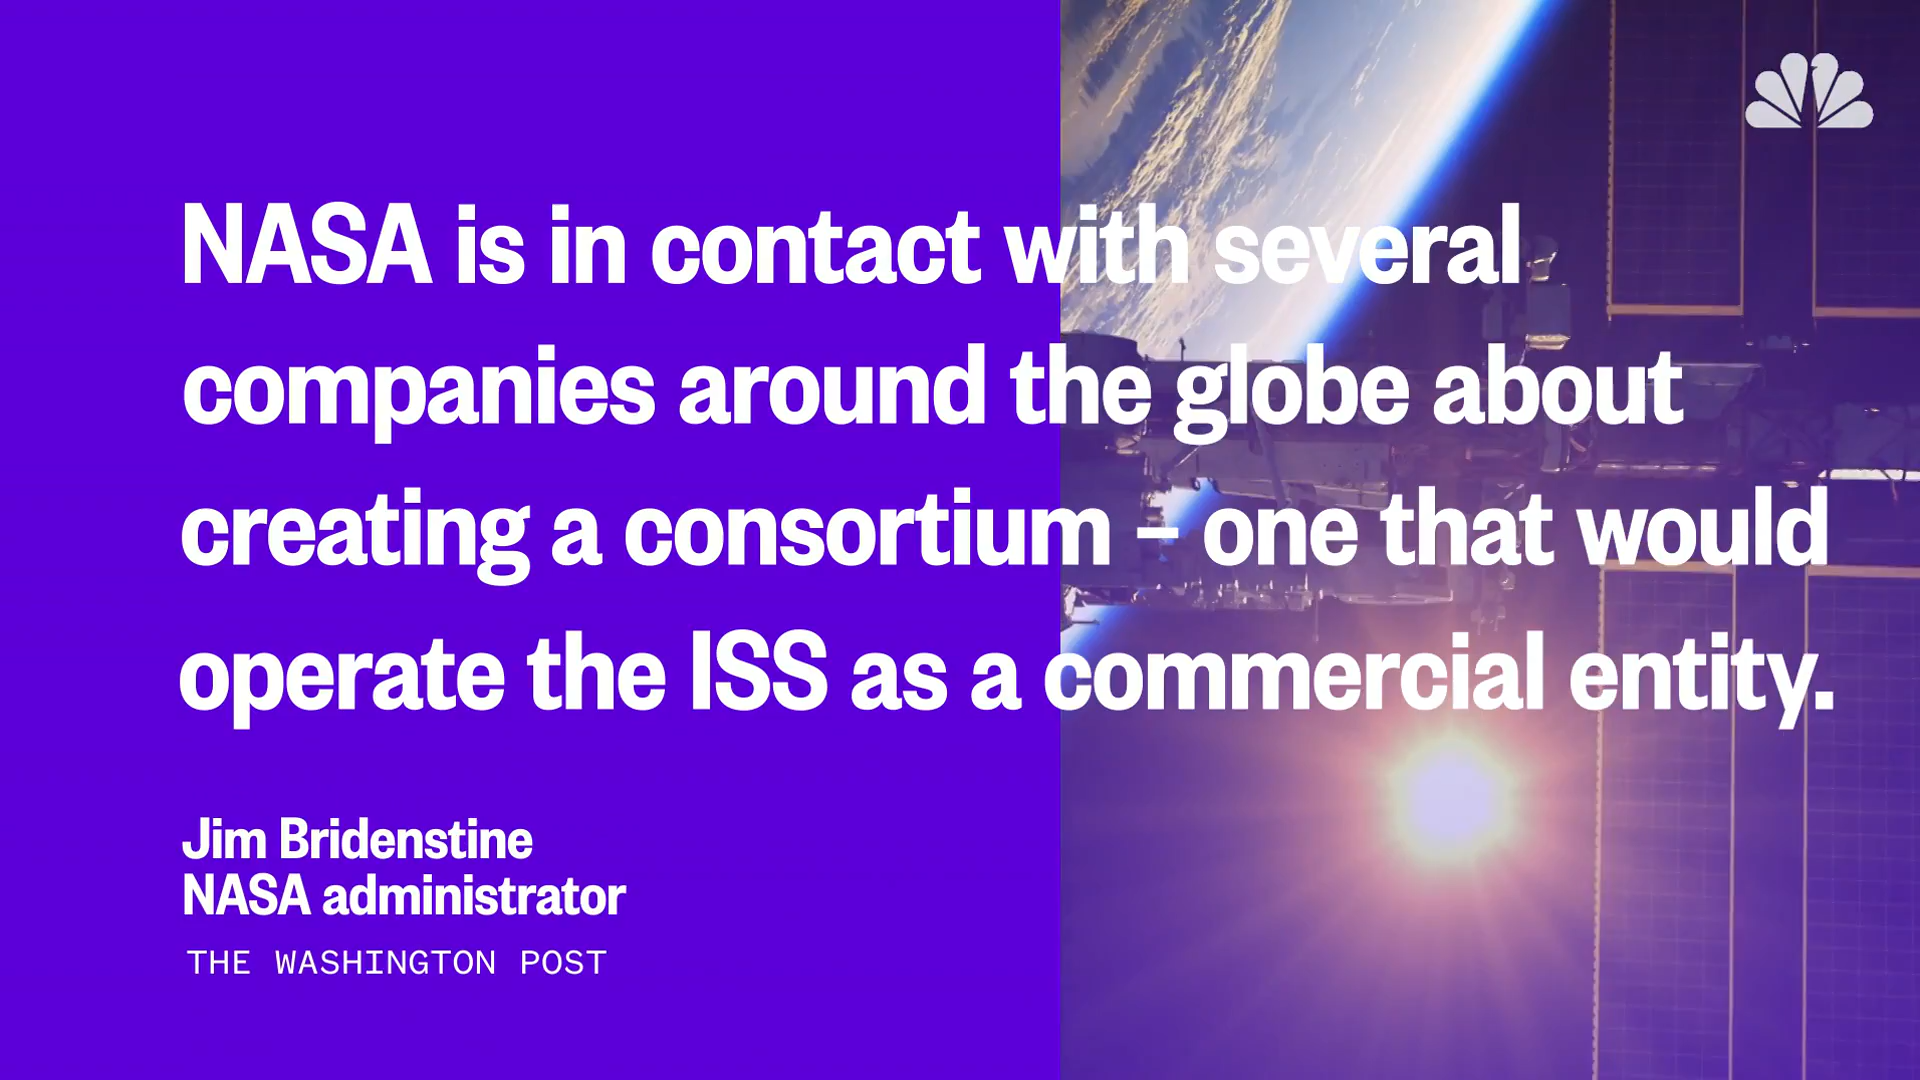 NASA is in contact with several
companies around the globe about
creating a consortium – one that would
operate the ISS as a commercial entity.
Jim Bridenstine
NASA administrator
THE WASHINGTON POST